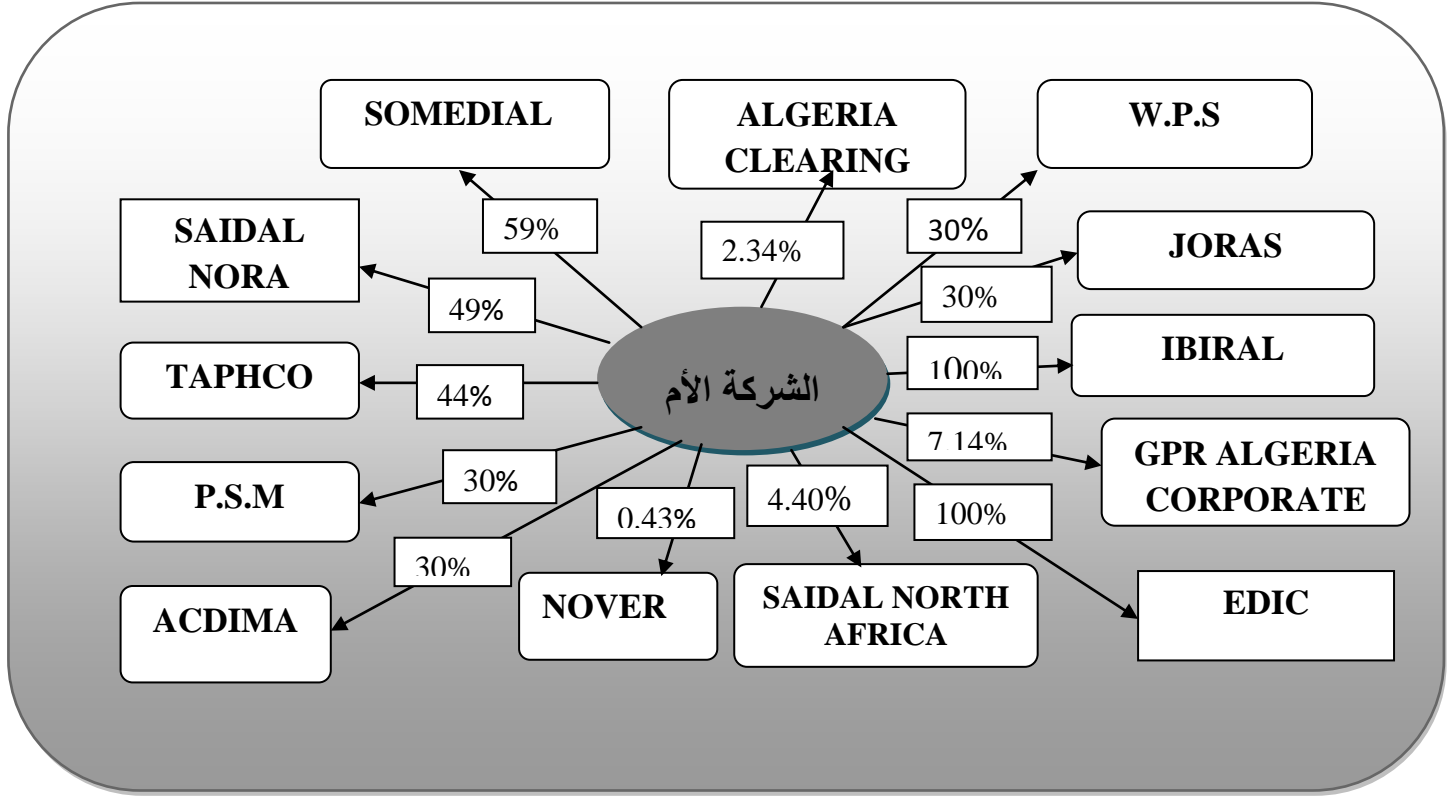 SOMEDIAL
ALGERIA
CLEARING
W.P.S
59%
2.34%
30%
SAIDAL
NORA
JORAS
49%
30%
TAPHCO
44%
الشركة الأم
100%
IBIRAL
7.14%
GPR ALGERIA
CORPORATE
P.S.M
30%
0.43%
4.40%
100%
30%
ACDIMA
NOVER
SAIDAL NORTH
AFRICA
EDIC